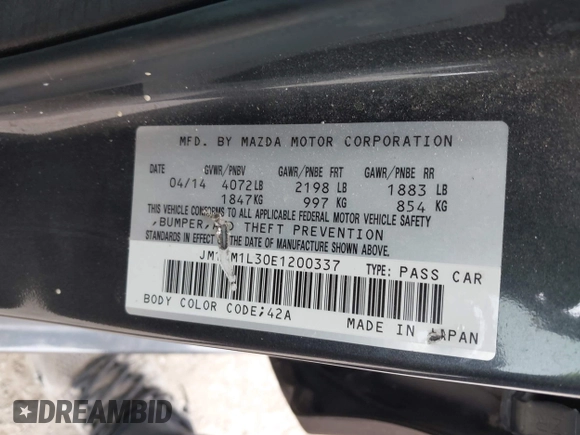 MFD. BY MAZDA MOTOR CORPORATION
DATE GVWR/PNBV GAWR/PNBE FRT GAWR/PNBE RR
04/14 4072LB 2198 LB 1883 LB
1847KG 997 KG 854 KG
THIS VEHICLE CONFORMS TO ALL APPLICABLE FEDERAL MOTOR VEHICLE SAFETY
,BUMPER, THEFT PREVENTION
STANDARDS IN EFFECT ON THE DATE OF MANUFACTURE SHOWN ABOVE.
TYPE: PASS CAR
BODY COLOR CODE;42A
MADE IN JAPAN
DREAMBID